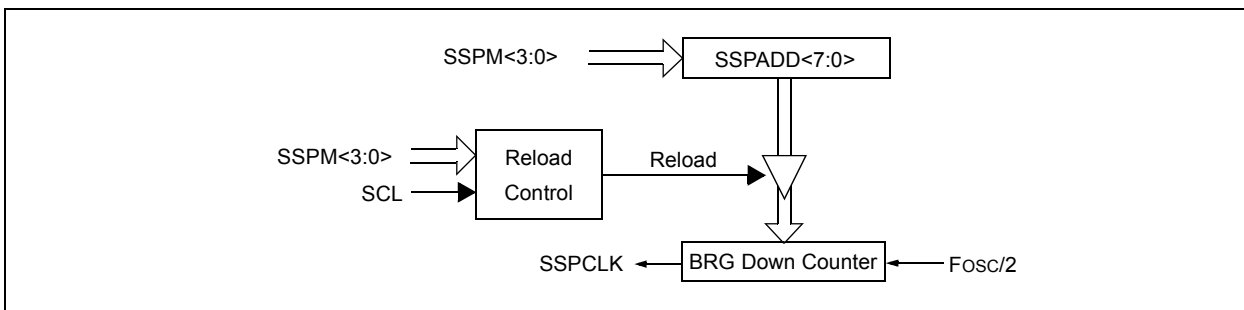 SSPM<3:0>
SSPADD<7:0>
SSPM<3:0>
SCL
Reload
Control
Reload
SSPCLK
BRG Down Counter
FOSC/2